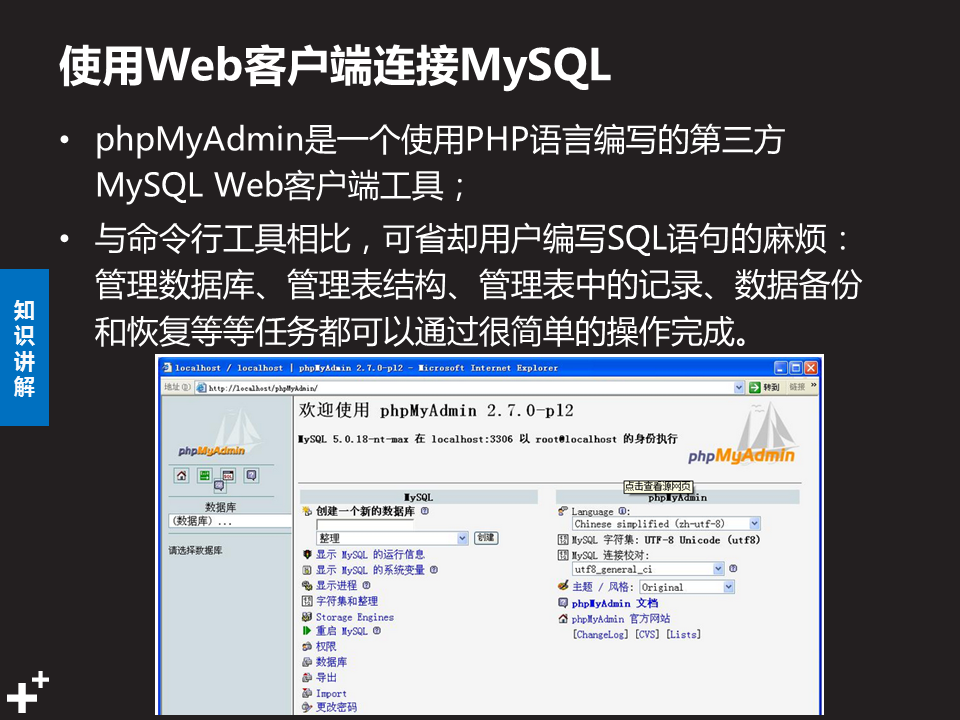 使用Web客户端连接MySQL
• phpMyAdmin是一个使用PHP语言编写的第三方
MySQL Web客户端工具；
• 与命令行工具相比，可省却用户编写SQL语句的麻烦：
管理数据库、管理表结构、管理表中的记录、数据备份
和恢复等等任务都可以通过很简单的操作完成。
知识讲解
localhost / localhost | phpMyAdmin 2.7.0-pl2 - Microsoft Internet Explorer
地址(D) http://localhost/phpMyAdmin/ 转到 链接 »
phpMyAdmin
数据库
(数据库) ...
请选择数据库
欢迎使用 phpMyAdmin 2.7.0-pl2
MySQL 5.0.18-nt-max 在 localhost:3306 以 root@localhost 的身份执行
phpMyAdmin
点击查看源网页
MySQL
创建一个新的数据库
整理 创建
显示 MySQL 的运行信息
显示 MySQL 的系统变量
显示进程
字符集和整理
Storage Engines
重启 MySQL
权限
数据库
导出
Import
更改密码
phpMyAdmin
Language:
Chinese simplified (zh-utf-8)
MySQL 字符集: UTF-8 Unicode (utf8)
MySQL 连接校对:
utf8_general_ci
主题 / 风格: Original
phpMyAdmin 文档
phpMyAdmin 官方网站
[ChangeLog] [CVS] [Lists]